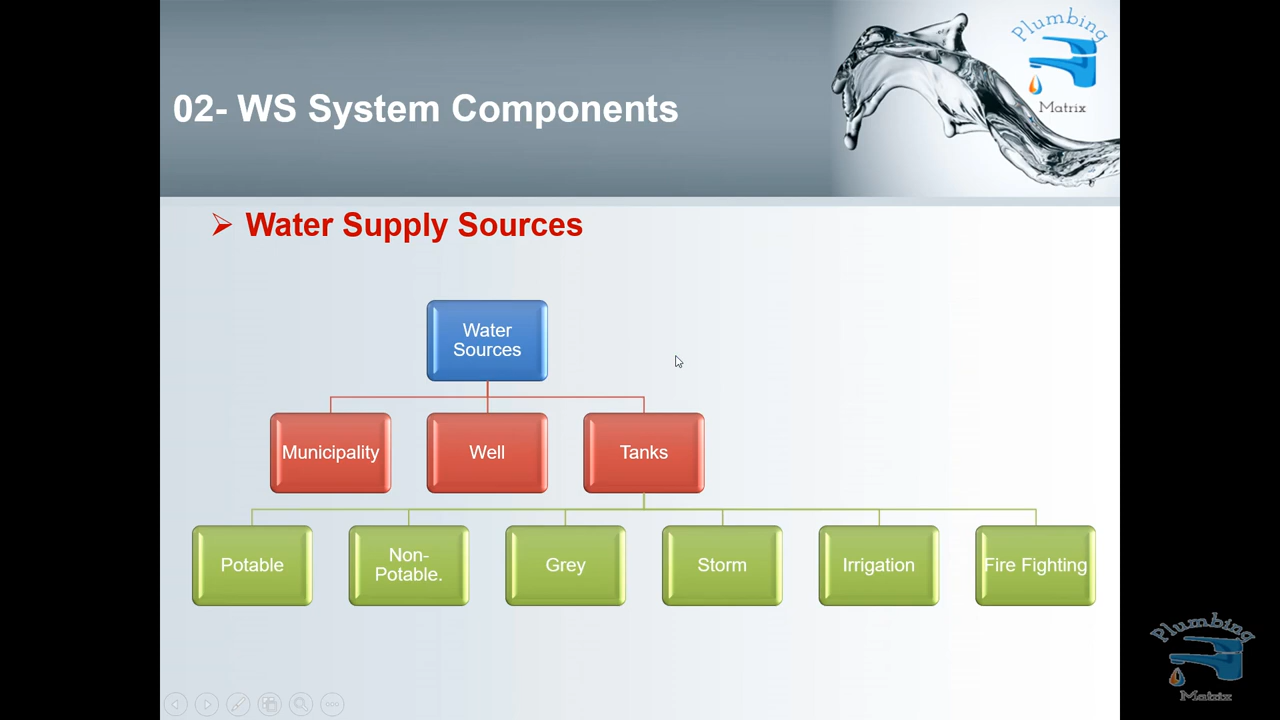 Plumbing
Matrix
02- WS System Components
Water Supply Sources
Water
Sources
Municipality
Well
Tanks
Potable
Non-
Potable.
Grey
Storm
Irrigation
Fire Fighting
Plumbing
Matrix